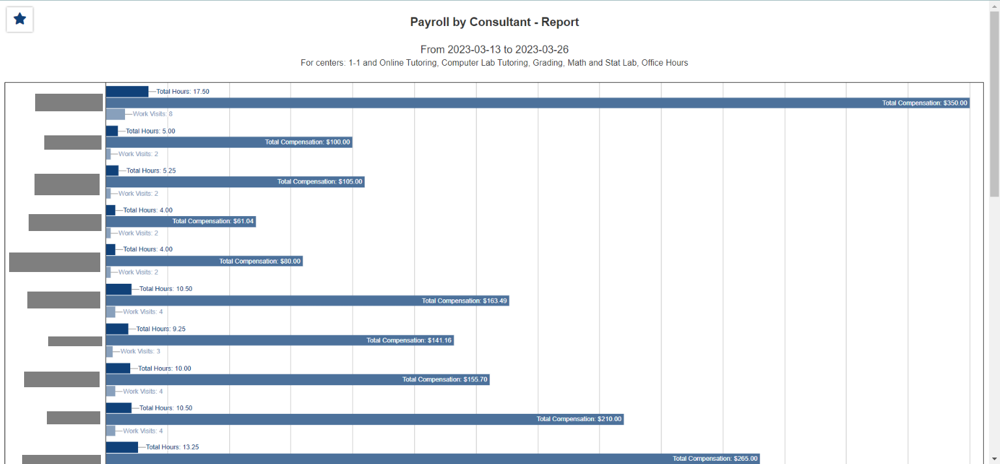 Payroll by Consultant - Report
From 2023-03-13 to 2023-03-26
For centers: 1-1 and Online Tutoring, Computer Lab Tutoring, Grading, Math and Stat Lab, Office Hours
Total Hours: 17.50
Total Compensation: $350.00
Work Visits: 8
Total Hours: 5.00
Total Compensation: $100.00
Work Visits: 2
Total Hours: 5.25
Total Compensation: $105.00
Work Visits: 2
Total Hours: 4.00
Total Compensation: $61.04
Work Visits: 2
Total Hours: 4.00
Total Compensation: $80.00
Work Visits: 2
Total Hours: 10.50
Total Compensation: $163.49
Work Visits: 4
Total Hours: 9.25
Total Compensation: $141.16
Work Visits: 3
Total Hours: 10.00
Total Compensation: $155.70
Work Visits: 4
Total Hours: 10.50
Total Compensation: $210.00
Work Visits: 4
Total Hours: 13.25
Total Compensation: $265.00